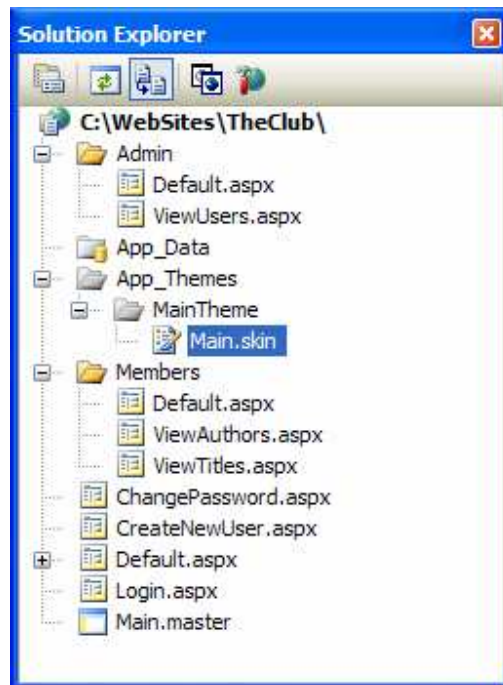 Solution Explorer
C:\WebSites\TheClub\
Admin
Default.aspx
ViewUsers.aspx
App_Data
App_Themes
MainTheme
Main.skin
Members
Default.aspx
ViewAuthors.aspx
ViewTitles.aspx
ChangePassword.aspx
CreateNewUser.aspx
Default.aspx
Login.aspx
Main.master